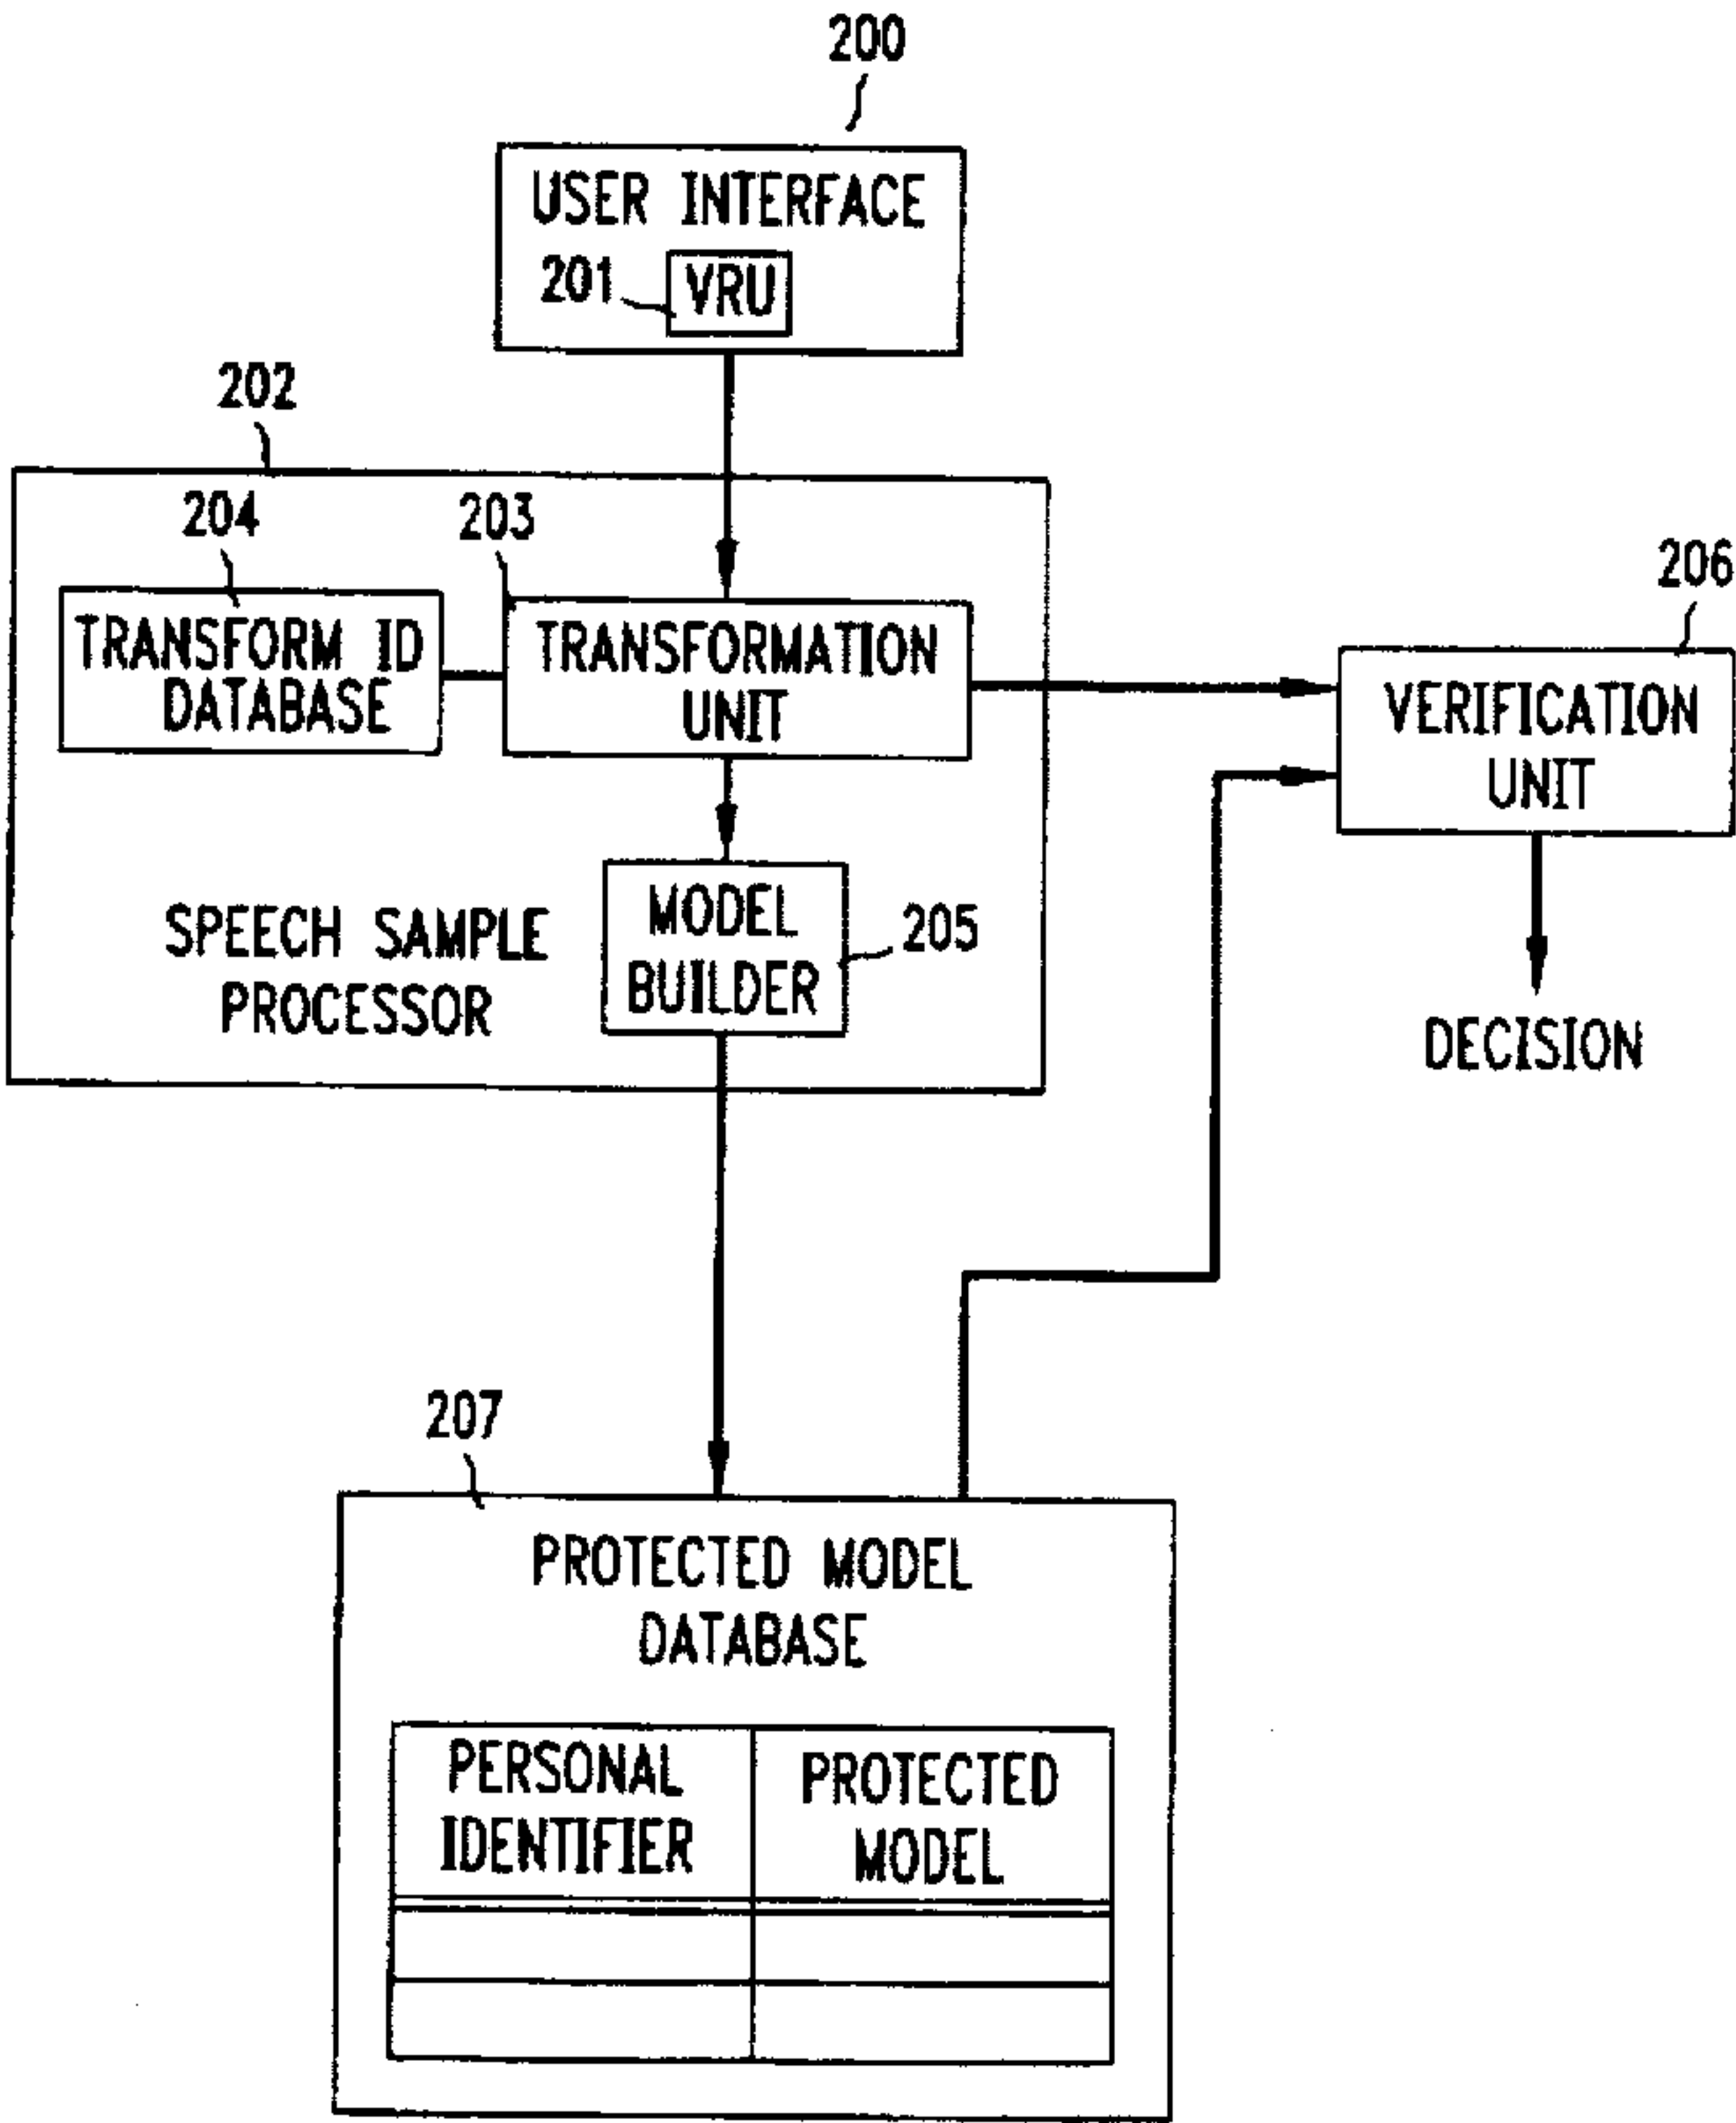 200
USER INTERFACE
201 VRU
202
204
203
206
TRANSFORM ID
DATABASE
TRANSFORMATION
UNIT
VERIFICATION
UNIT
SPEECH SAMPLE
PROCESSOR
MODEL
BUILDER
205
DECISION
207
PROTECTED MODEL
DATABASE
PERSONAL
IDENTIFIER
PROTECTED
MODEL